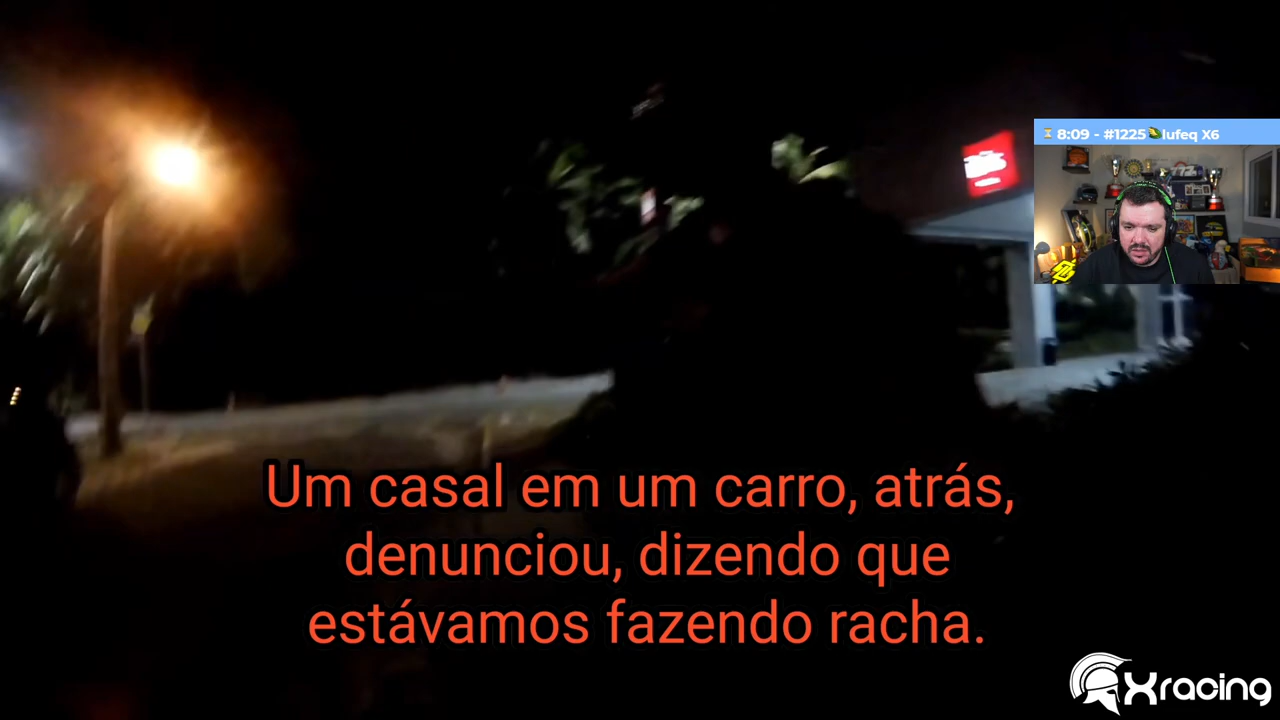 8:09 - #1225 lufeq X6
Um casal em um carro, atrás,
denunciou, dizendo que
estávamos fazendo racha.
Xracing